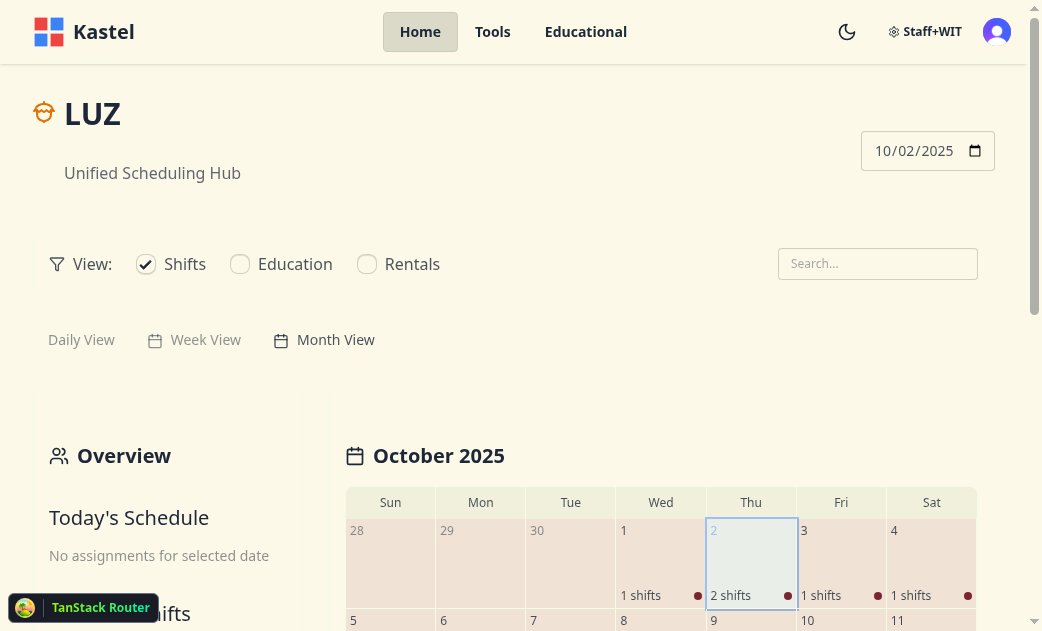 Kastel
Home
Tools
Educational
Staff+WIT
LUZ
Unified Scheduling Hub
10/02/2025
View:
Shifts
Education
Rentals
Search...
Daily View
Week View
Month View
Overview
Today's Schedule
No assignments for selected date
ifts
TanStack Router
October 2025
Sun Mon Tue Wed Thu Fri Sat
28 29 30 1 2 3 4
1 shifts 2 shifts 1 shifts 1 shifts
5 6 7 8 9 10 11